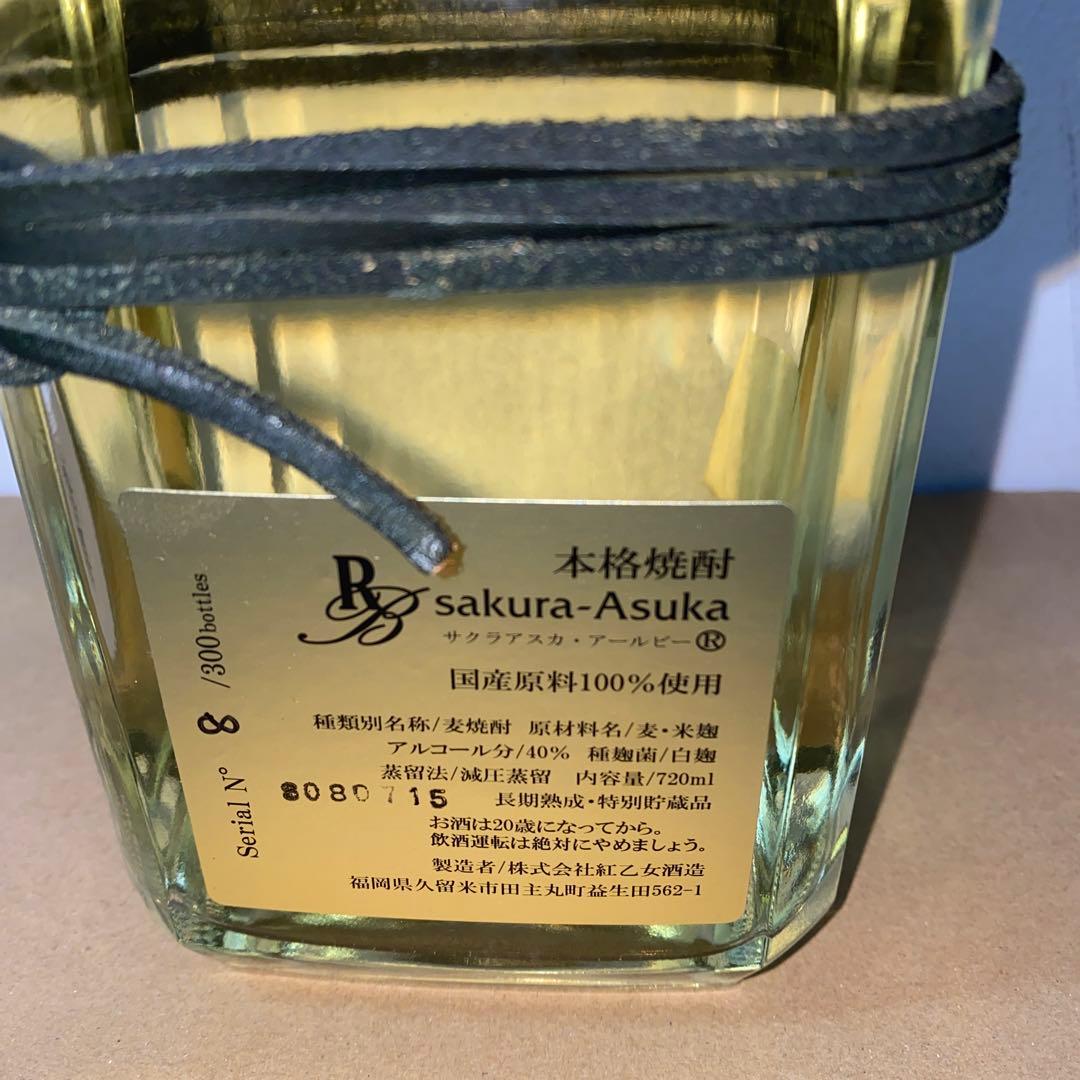 本格焼酎
RB sakura-Asuka
サクラアスカ・アールビー®
国産原料100%使用
種類別名称/麦焼酎 原材料名/麦・米麹
アルコール分/40% 種麹菌/白麹
蒸留法/減圧蒸留 内容量/720ml
8080715 長期熟成・特別貯蔵品
お酒は20歳になってから。
飲酒運転は絶対にやめましょう。
製造者/株式会社紅乙女酒造
福岡県久留米市田主丸町益生田562-1
Serial N° 8 /300bottles